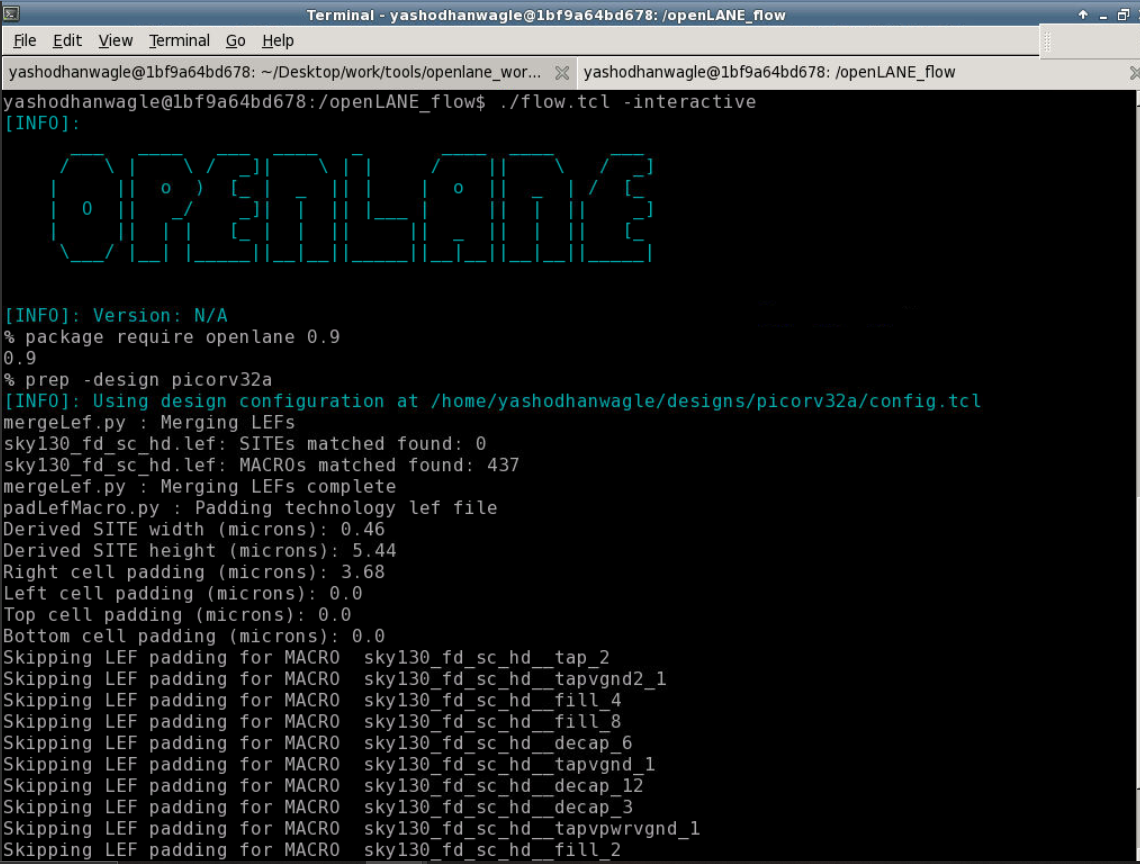 Terminal - yashodhanwagle@1bf9a64bd678: /openLANE_flow
File Edit View Terminal Go Help
yashodhanwagle@1bf9a64bd678: ~/Desktop/work/tools/openlane_wor... yashodhanwagle@1bf9a64bd678: /openLANE_flow
yashodhanwagle@1bf9a64bd678:/openLANE_flow$ ./flow.tcl -interactive
[INFO]:
OPENLANE
[INFO]: Version: N/A
% package require openlane 0.9
0.9
% prep -design picorv32a
[INFO]: Using design configuration at /home/yashodhanwagle/designs/picorv32a/config.tcl
mergeLef.py : Merging LEFs
sky130_fd_sc_hd.lef: SITEs matched found: 0
sky130_fd_sc_hd.lef: MACROs matched found: 437
mergeLef.py : Merging LEFs complete
padLefMacro.py : Padding technology lef file
Derived SITE width (microns): 0.46
Derived SITE height (microns): 5.44
Right cell padding (microns): 3.68
Left cell padding (microns): 0.0
Top cell padding (microns): 0.0
Bottom cell padding (microns): 0.0
Skipping LEF padding for MACRO  sky130_fd_sc_hd__tap_2
Skipping LEF padding for MACRO  sky130_fd_sc_hd__tapvgnd2_1
Skipping LEF padding for MACRO  sky130_fd_sc_hd__fill_4
Skipping LEF padding for MACRO  sky130_fd_sc_hd__fill_8
Skipping LEF padding for MACRO  sky130_fd_sc_hd__decap_6
Skipping LEF padding for MACRO  sky130_fd_sc_hd__tapvgnd_1
Skipping LEF padding for MACRO  sky130_fd_sc_hd__decap_12
Skipping LEF padding for MACRO  sky130_fd_sc_hd__decap_3
Skipping LEF padding for MACRO  sky130_fd_sc_hd__tapvpwrvgnd_1
Skipping LEF padding for MACRO  sky130_fd_sc_hd__fill_2